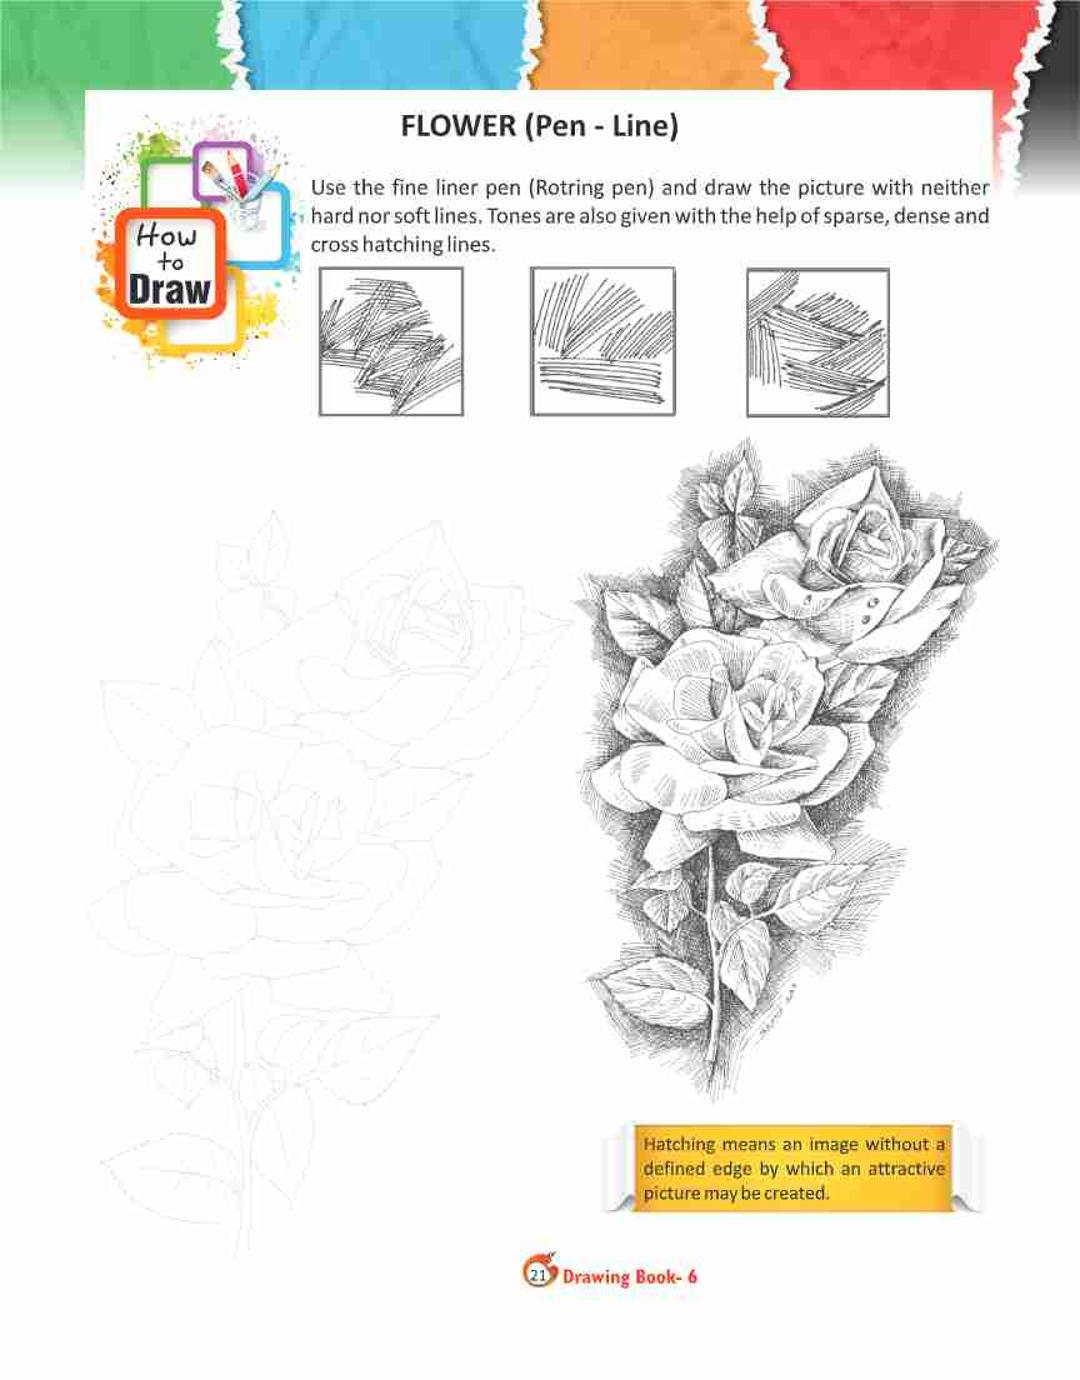 FLOWER (Pen - Line)
Use the fine liner pen (Rotring pen) and draw the picture with neither
hard nor soft lines. Tones are also given with the help of sparse, dense and
cross hatching lines.
How
to
Draw
Hatching means an image without a
defined edge by which an attractive
picture may be created.
21 Drawing Book- 6